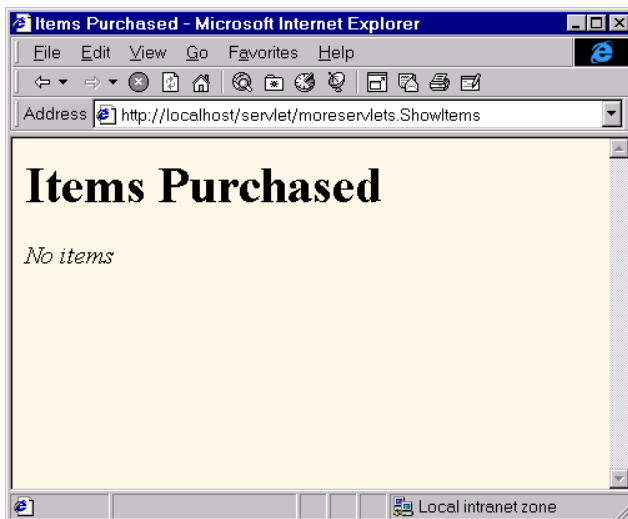 Items Purchased - Microsoft Internet Explorer
File Edit View Go Favorites Help
Address http://localhost/servlet/moreservlets.ShowItems
Items Purchased
No items
Local intranet zone